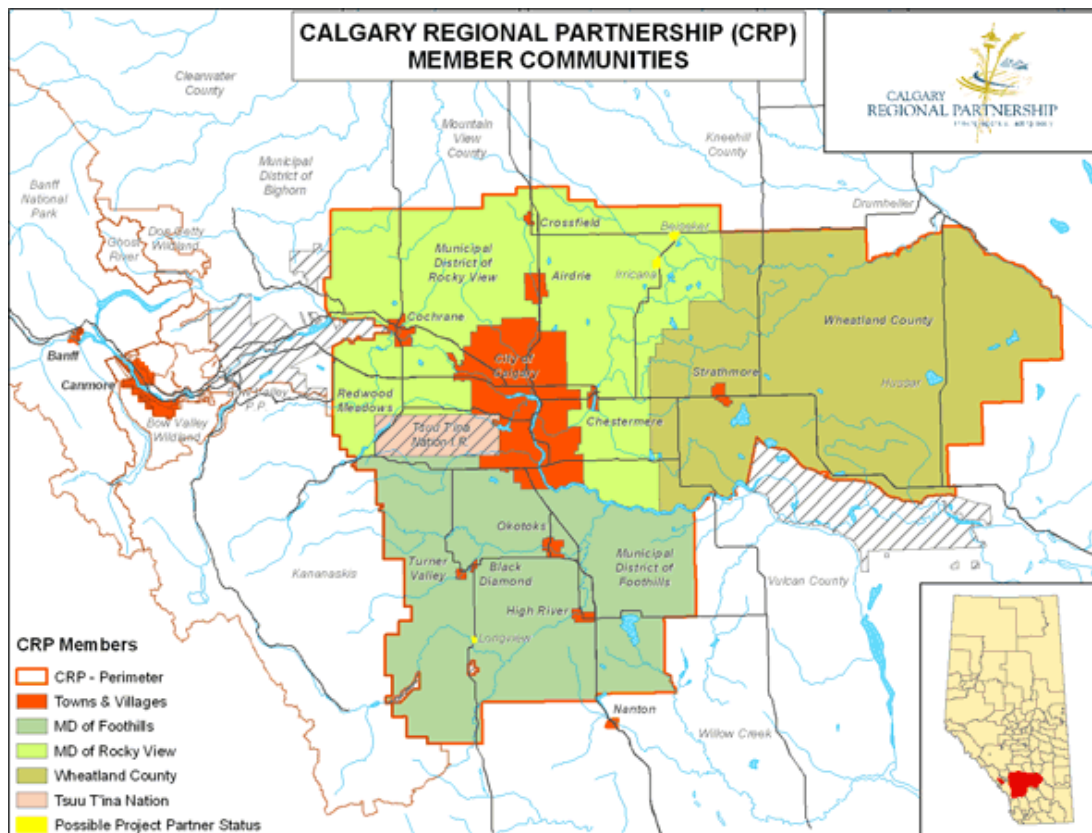 CALGARY REGIONAL PARTNERSHIP (CRP)
MEMBER COMMUNITIES
CALGARY
REGIONAL PARTNERSHIP
Clearwater
County
Mountain
View
County
Kneehill
County
Municipal
District of
Bighorn
Banff
National
Park
Drumheller
Ghost
River
Don Getty
Wildland
Crossfield
Beiseker
Municipal
District of
Rocky View
Airdrie
Irricana
Cochrane
Wheatland County
Banff
Canmore
City of
Calgary
Strathmore
Hussar
Bow Valley
P.P.
Redwood
Meadows
Chestermere
Bow Valley
Wildland
Tsuu T'ina
Nation I.R.
Okotoks
Kananaskis
Turner
Valley
Black
Diamond
Municipal
District of
Foothills
Vulcan County
High River
Longview
Nanton
Willow Creek
CRP Members
CRP - Perimeter
Towns & Villages
MD of Foothills
MD of Rocky View
Wheatland County
Tsuu T'ina Nation
Possible Project Partner Status